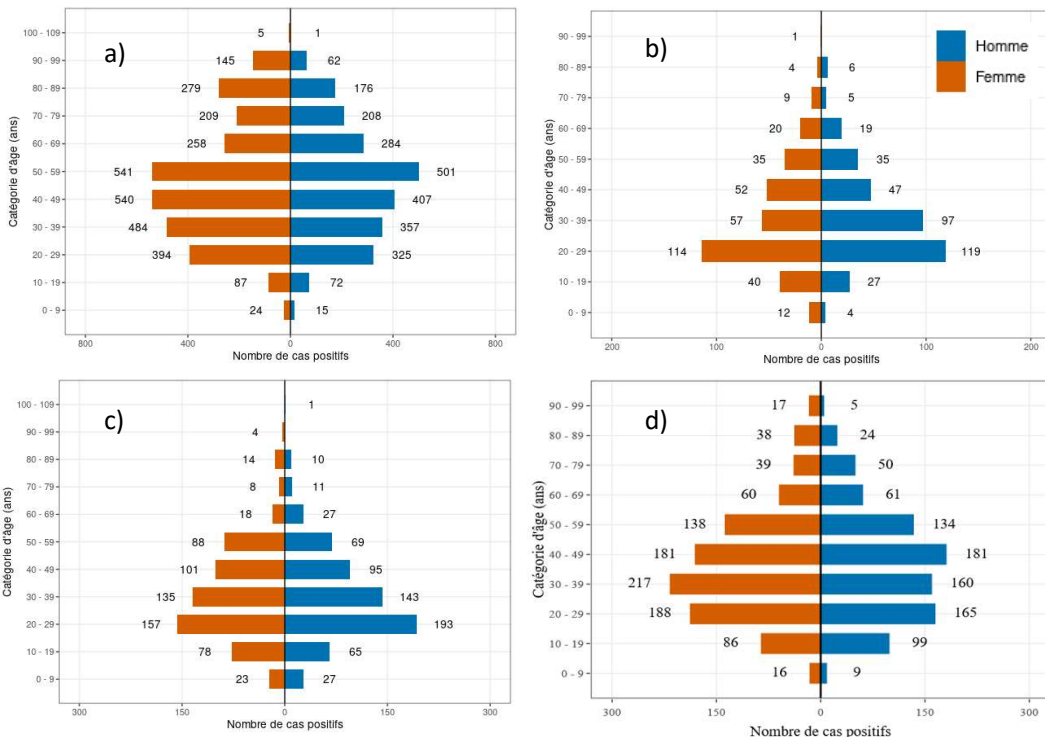 a)
Catégorie d'âge (ans)
100 - 109 5 1
90 - 99 145 62
80 - 89 279 176
70 - 79 209 208
60 - 69 258 284
50 - 59 541 501
40 - 49 540 407
30 - 39 484 357
20 - 29 394 325
10 - 19 87 72
0 - 9 24 15
800 400 0 400 800
Nombre de cas positifs
b)
Homme
Femme
Catégorie d'âge (ans)
90 - 99 1
80 - 89 4 6
70 - 79 9 5
60 - 69 20 19
50 - 59 35 35
40 - 49 52 47
30 - 39 57 97
20 - 29 114 119
10 - 19 40 27
0 - 9 12 4
200 100 0 100 200
Nombre de cas positifs
c)
Catégorie d'âge (ans)
100 - 109 1
90 - 99 4
80 - 89 14 10
70 - 79 8 11
60 - 69 18 27
50 - 59 88 69
40 - 49 101 95
30 - 39 135 143
20 - 29 157 193
10 - 19 78 65
0 - 9 23 27
300 150 0 150 300
Nombre de cas positifs
d)
Catégorie d'âge (ans)
90 - 99 17 5
80 - 89 38 24
70 - 79 39 50
60 - 69 60 61
50 - 59 138 134
40 - 49 181 181
30 - 39 217 160
20 - 29 188 165
10 - 19 86 99
0 - 9 16 9
300 150 0 150 300
Nombre de cas positifs